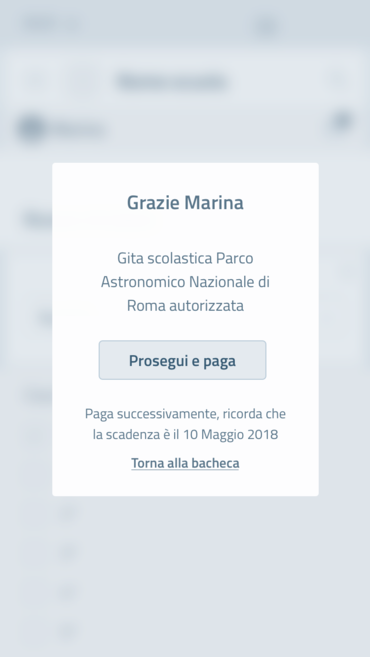 Grazie Marina
Gita scolastica Parco
Astronomico Nazionale di
Roma autorizzata
Prosegui e paga
Paga successivamente, ricorda che
la scadenza è il 10 Maggio 2018
Torna alla bacheca